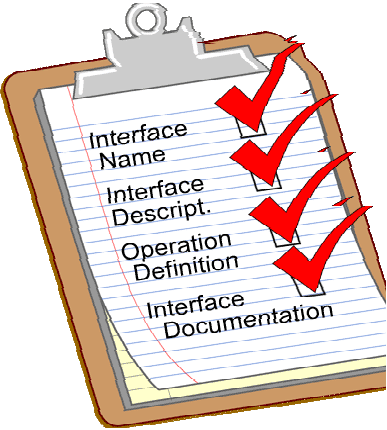 Interface
Name
Interface
Descript.
Operation
Definition
Interface
Documentation